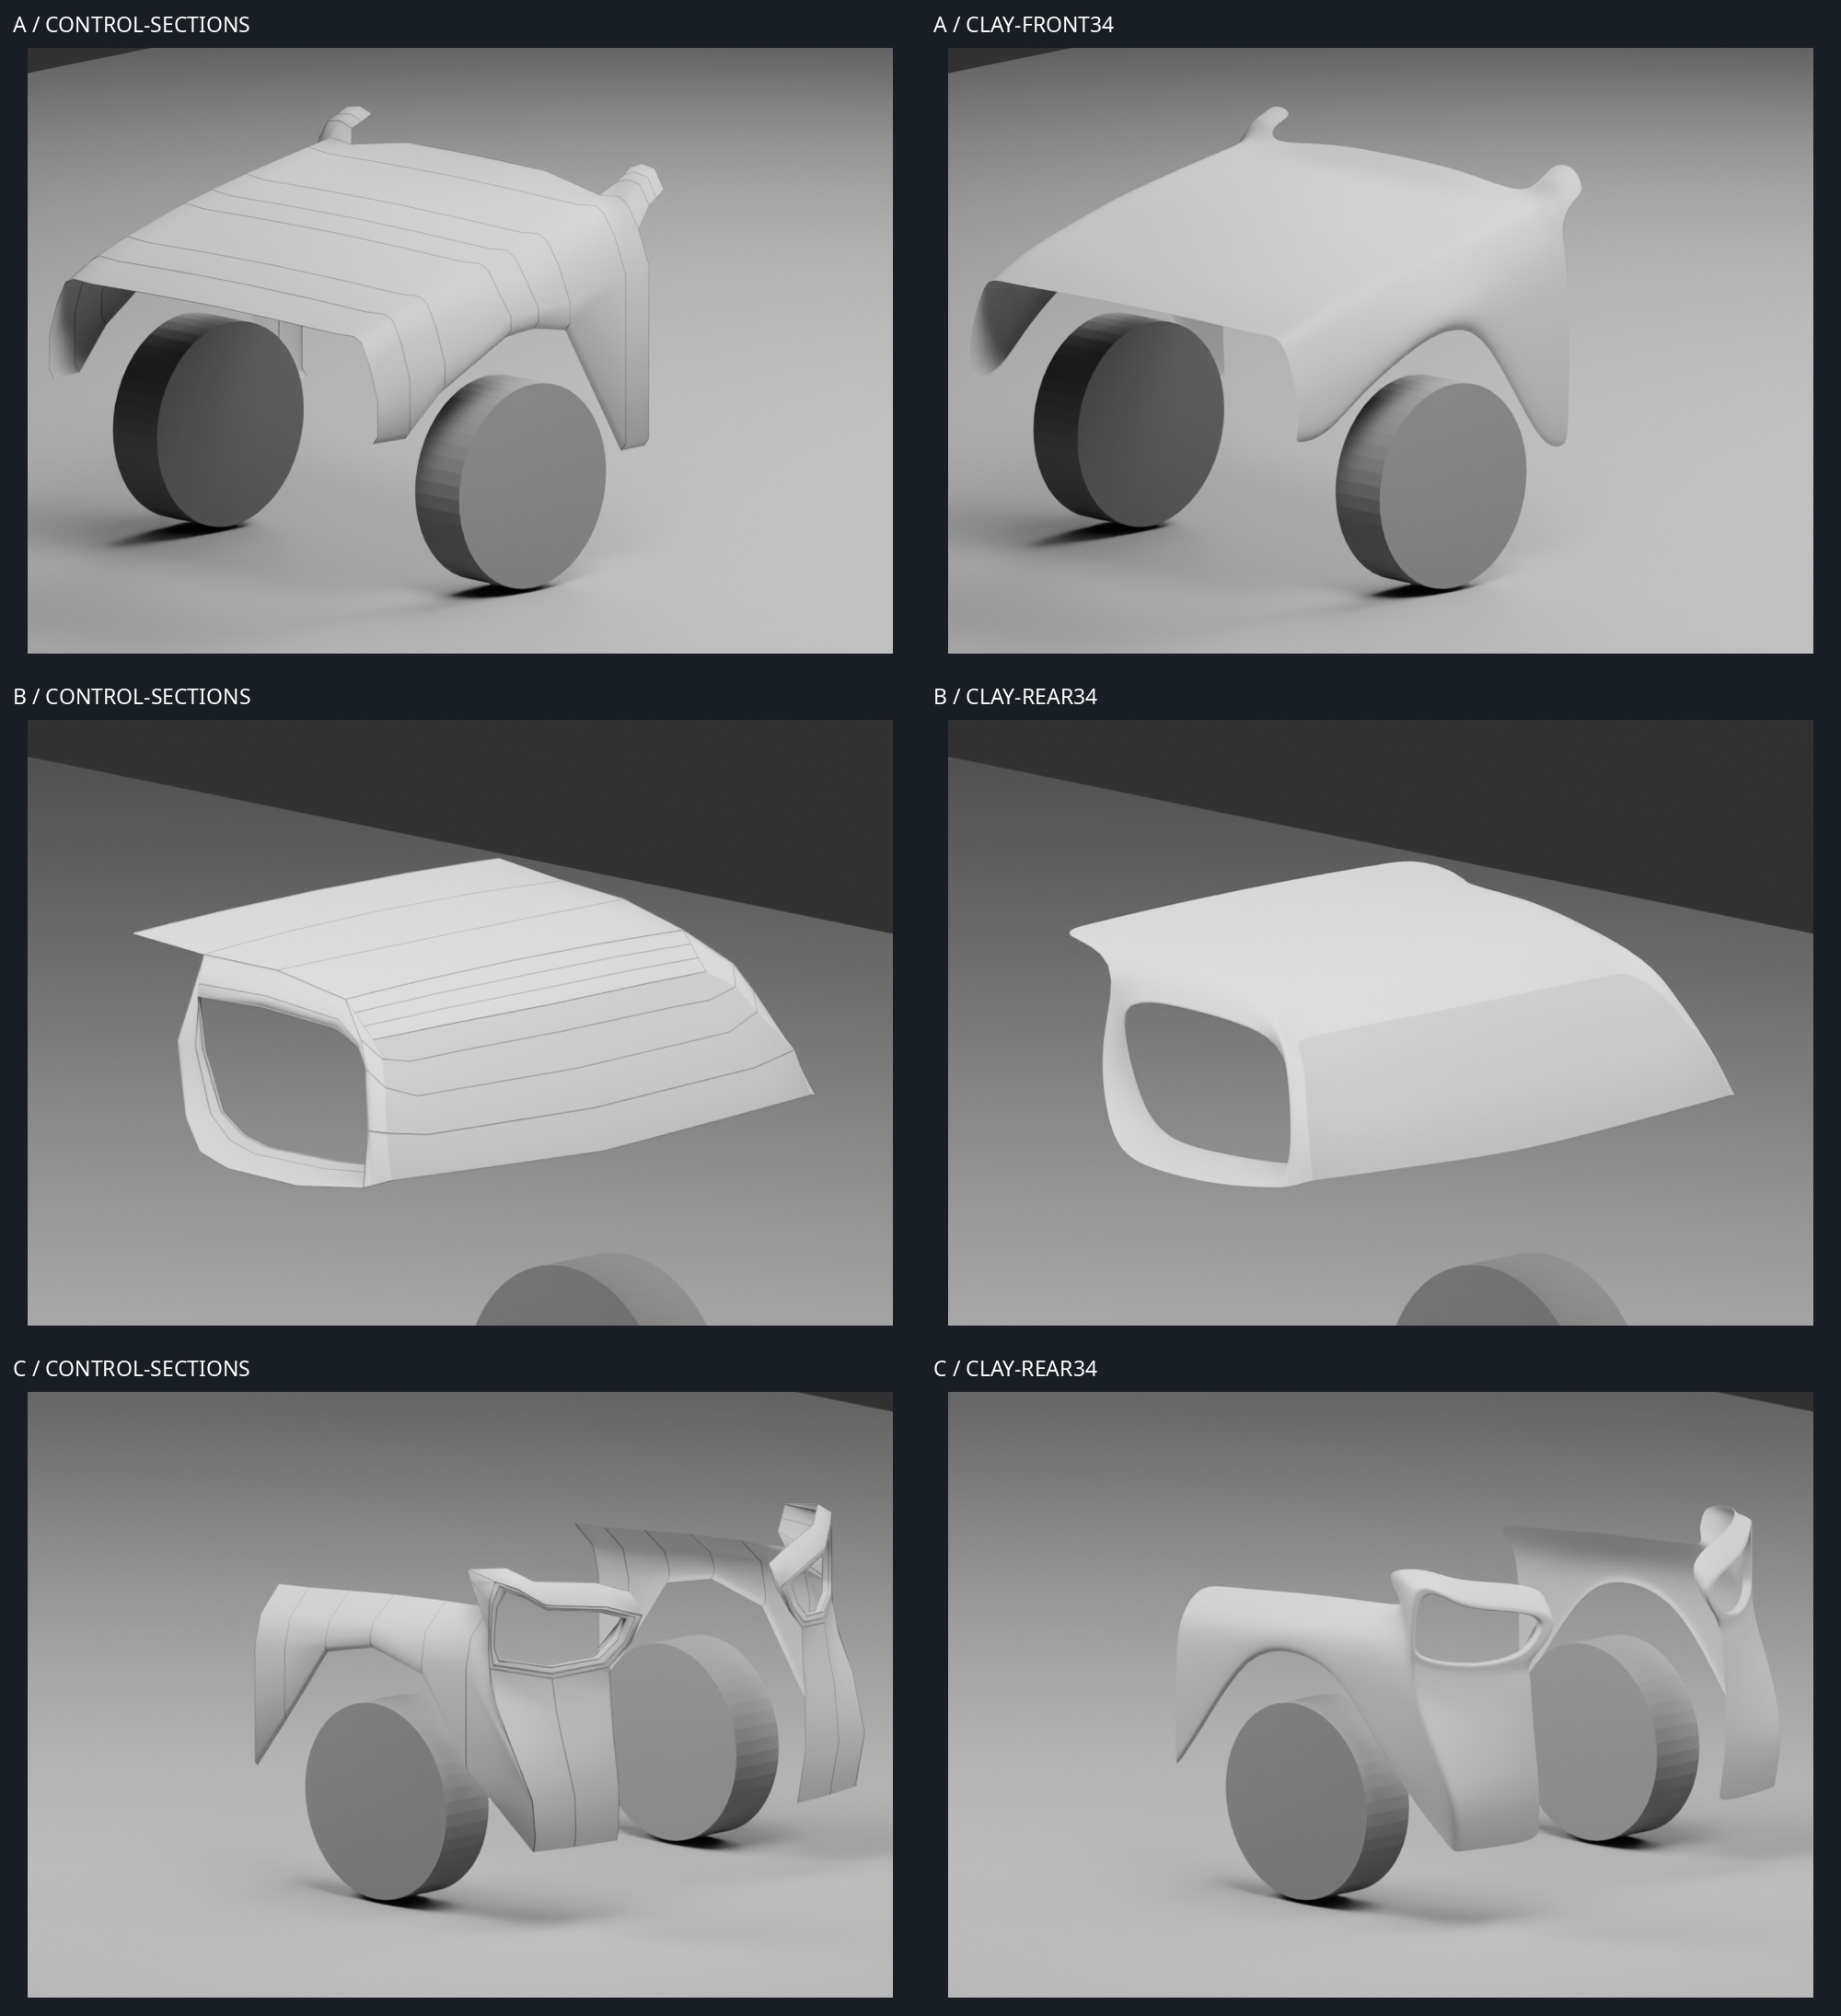 A / CONTROL-SECTIONS
A / CLAY-FRONT34
B / CONTROL-SECTIONS
B / CLAY-REAR34
C / CONTROL-SECTIONS
C / CLAY-REAR34